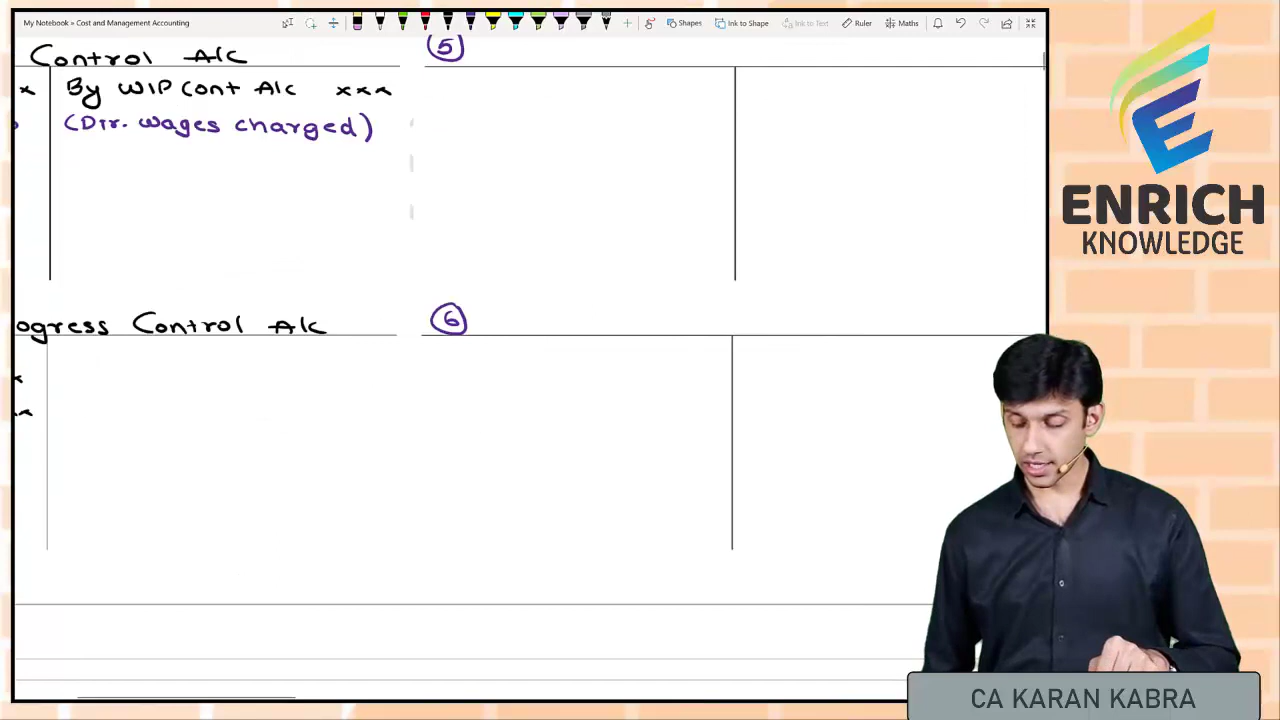 My Notebook » Cost and Management Accounting
Shapes
Ink to Shape
Ink to Text
Ruler
Maths
Control A/c
5
x
By WIP Cont A/c xxx
(Dir. wages charged)
ogress Control A/c
6
ENRICH
KNOWLEDGE
CA KARAN KABRA